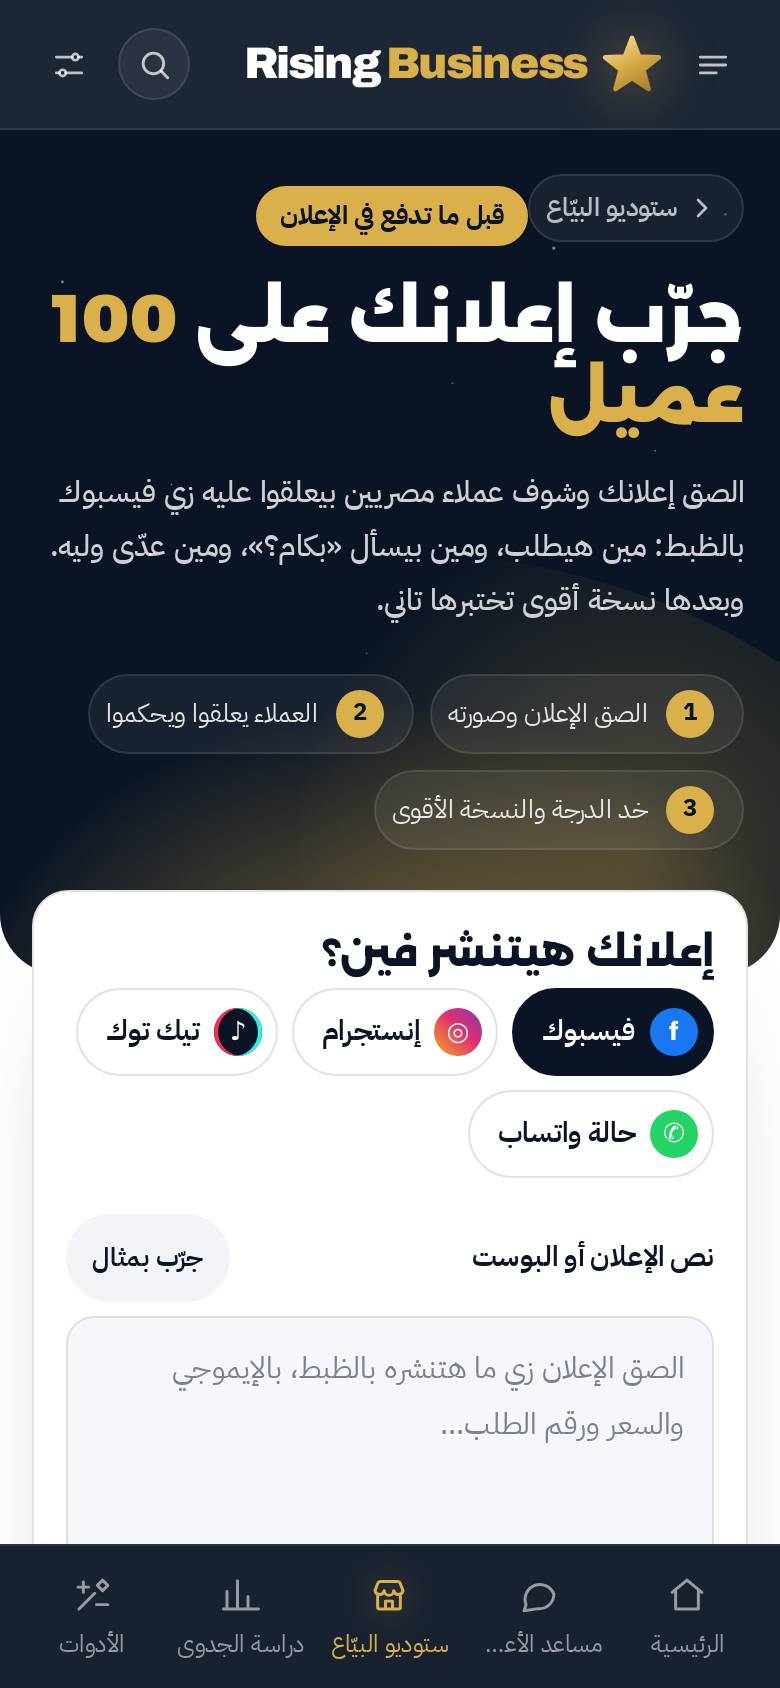 Rising Business
ستوديو البيّاع
قبل ما تدفع في الإعلان
جرّب إعلانك على 100
عميل
الصق إعلانك وشوف عملاء مصريين بيعلقوا عليه زي فيسبوك
بالظبط: مين هيطلب، ومين بيسأل «بكام؟»، ومين عدّى وليه.
وبعدها نسخة أقوى تختبرها تاني.
1 الصق الإعلان وصورته
2 العملاء يعلقوا ويحكموا
3 خد الدرجة والنسخة الأقوى
إعلانك هيتنشر فين؟
f فيسبوك
إنستجرام
تيك توك
حالة واتساب
نص الإعلان أو البوست
جرّب بمثال
الصق الإعلان زي ما هتنشره بالظبط، بالإيموجي
والسعر ورقم الطلب...
الرئيسية
مساعد الأع...
ستوديو البيّاع
دراسة الجدوى
الأدوات